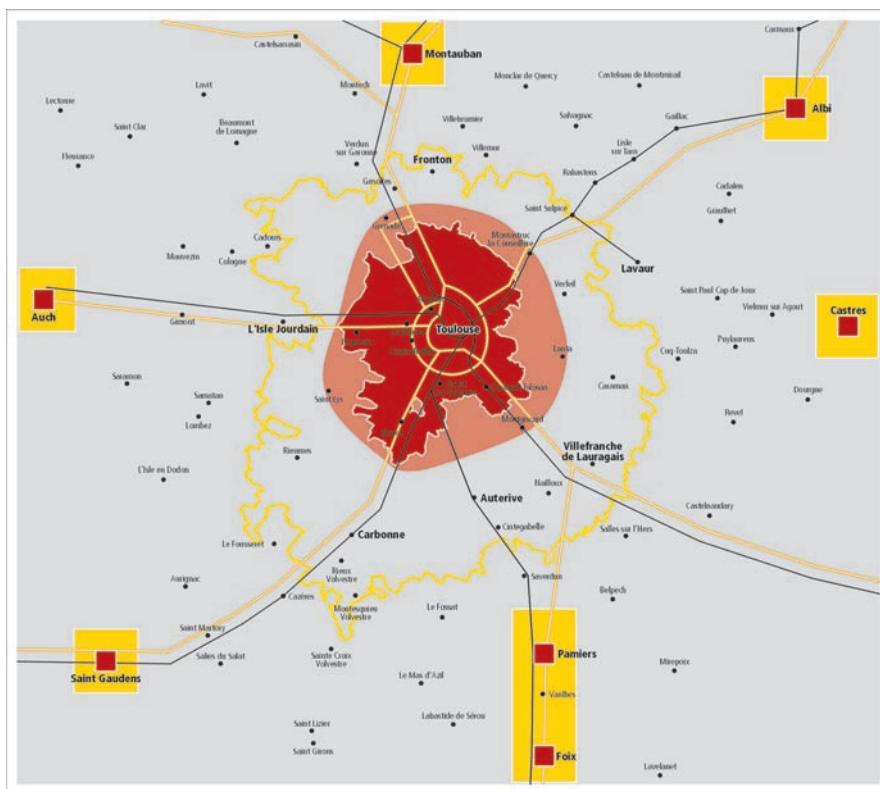 Carmaux
Castelsarrasin
Montauban
Monclar de Quercy
Castelnau de Montmirail
Lectoure
Lavit
Montech
Albi
Saint Clar
Beaumont
de Lomagne
Villebrumier
Salvagnac
Gaillac
Fleurance
Verdun
sur Garonne
Villemur
Lisle
sur Tarn
Fronton
Rabastens
Grisolles
Cadalen
Saint Sulpice
Graulhet
Grenade
Cadours
Montastruc
la Conseillère
Mauvezin
Cologne
Lavaur
Verfeil
Saint Paul Cap de Joux
Vielmur sur Agout
Auch
Gimont
L'Isle Jourdain
Toulouse
Castres
Puylaurens
Lanta
Cuq-Toulza
Saramon
Samatan
Saint Lys
Caraman
Dourgne
Lombez
Revel
Montgiscard
Rieumes
Villefranche
de Lauragais
L'Isle en Dodon
Nailloux
Auterive
Castelnaudary
Cintegabelle
Salles sur l'Hers
Carbonne
Le Fousseret
Rieux
Volvestre
Saverdun
Aurignac
Cazères
Montesquieu
Volvestre
Belpech
Le Fossat
Saint Martory
Sainte Croix
Volvestre
Pamiers
Saint Gaudens
Salies du Salat
Mirepoix
Le Mas d'Azil
Varilhes
Saint Lizier
Labastide de Sérou
Saint Girons
Foix
Lavelanet